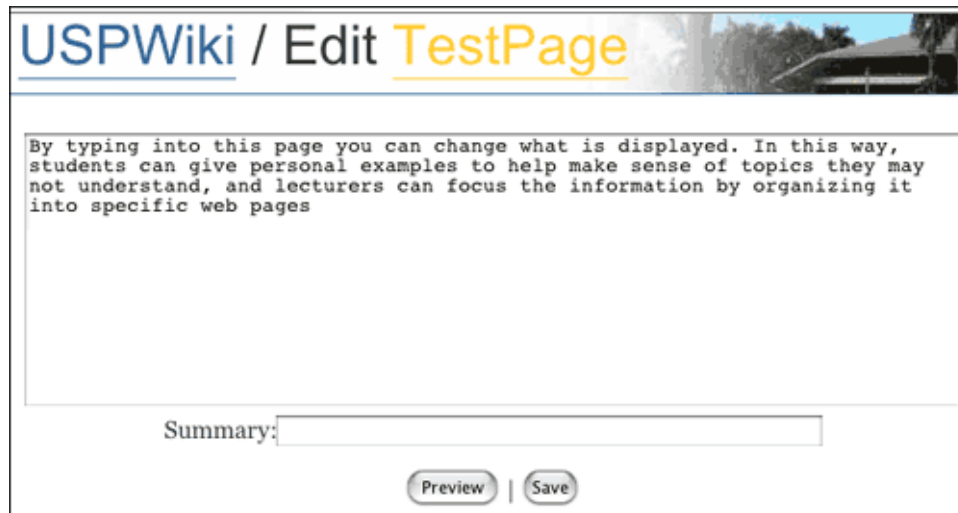 USPWiki / Edit TestPage
By typing into this page you can change what is displayed. In this way,
students can give personal examples to help make sense of topics they may
not understand, and lecturers can focus the information by organizing it
into specific web pages
Summary:
Preview | Save